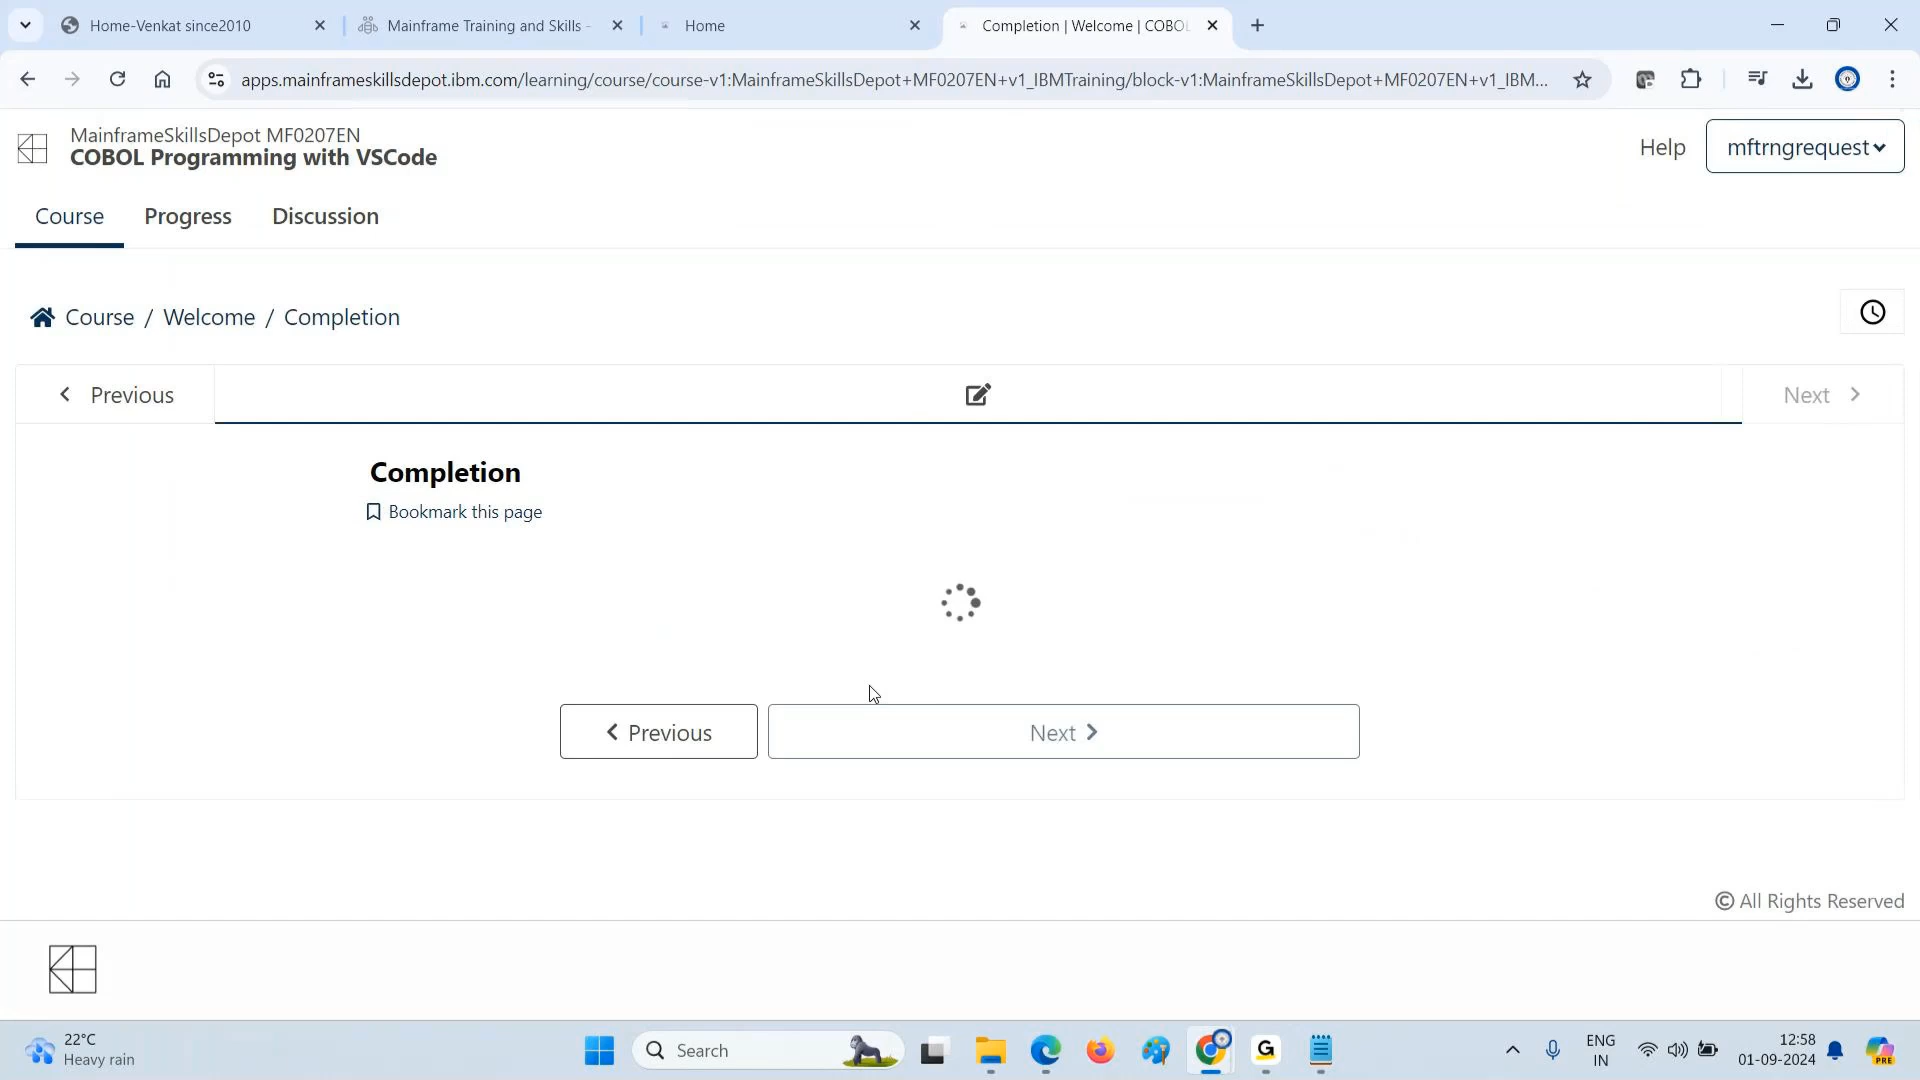 Home-Venkat since2010
Mainframe Training and Skills -
Home
Completion | Welcome | COBOL
apps.mainframeskillsdepot.ibm.com/learning/course/course-v1:MainframeSkillsDepot+MF0207EN+v1_IBMTraining/block-v1:MainframeSkillsDepot+MF0207EN+v1_IBM...
MainframeSkillsDepot MF0207EN
COBOL Programming with VSCode
Help
mftrngrequest
Course
Progress
Discussion
Course / Welcome / Completion
Previous
Next
Completion
Bookmark this page
Previous
Next
© All Rights Reserved
22°C
Heavy rain
Search
G
ENG
IN
12:58
01-09-2024
PRE